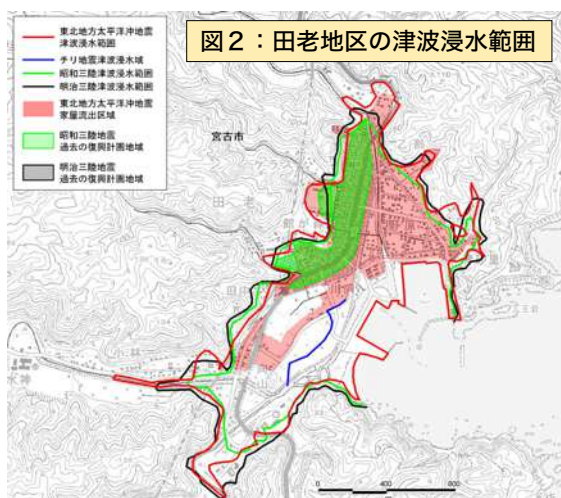 図2：田老地区の津波浸水範囲
東北地方太平洋沖地震
津波浸水範囲
チリ地震津波浸水域
昭和三陸津波浸水範囲
明治三陸津波浸水範囲
東北地方太平洋沖地震
家屋流出区域
昭和三陸地震
過去の復興計画地域
明治三陸地震
過去の復興計画地域
宮古市
田 老
0
400
800